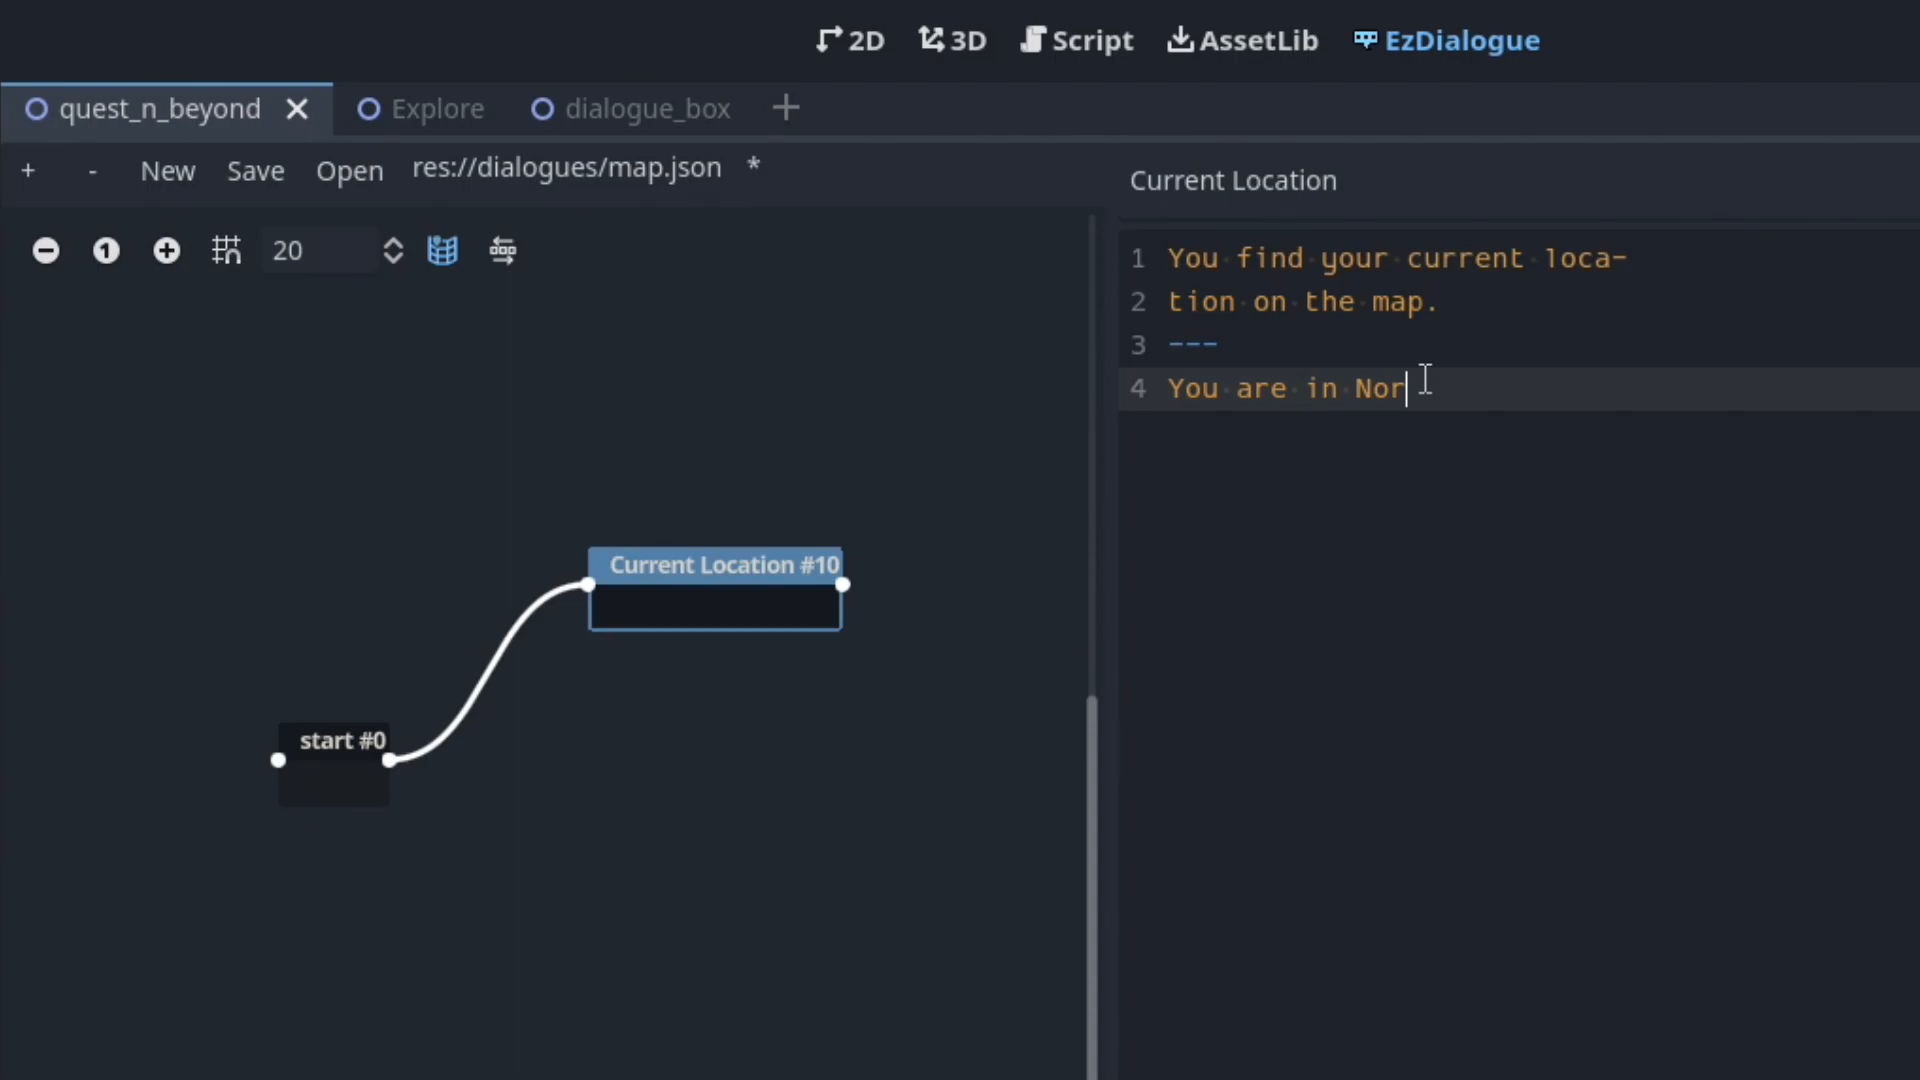 2D 3D Script AssetLib EzDialogue
quest_n_beyond Explore dialogue_box +
+ - New Save Open res://dialogues/map.json *
Current Location
1 20
1 You find your current loca-
2 tion on the map.
3 ---
4 You are in Nor
Current Location #10
start #0